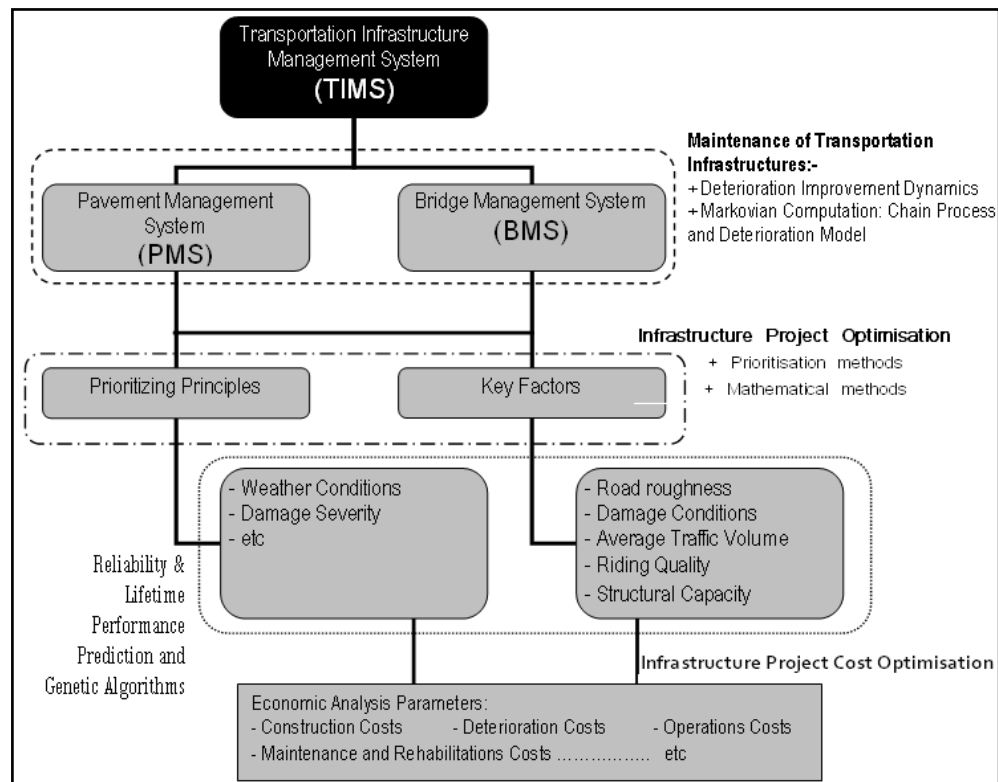 Transportation Infrastructure
Management System
(TIMS)
Maintenance of Transportation
Infrastructures:-
+Deterioration Improvement Dynamics
+Markovian Computation: Chain Process
and Deterioration Model
Pavement Management
System
(PMS)
Bridge Management System
(BMS)
Infrastructure Project Optimisation
+ Prioritisation methods
+ Mathematical methods
Prioritizing Principles
Key Factors
- Weather Conditions
- Damage Severity
- etc
- Road roughness
- Damage Conditions
- Average Traffic Volume
- Riding Quality
- Structural Capacity
Reliability &
Lifetime
Performance
Prediction and
Genetic Algorithms
Infrastructure Project Cost Optimisation
Economic Analysis Parameters:
- Construction Costs - Deterioration Costs - Operations Costs
- Maintenance and Rehabilitations Costs ................. etc